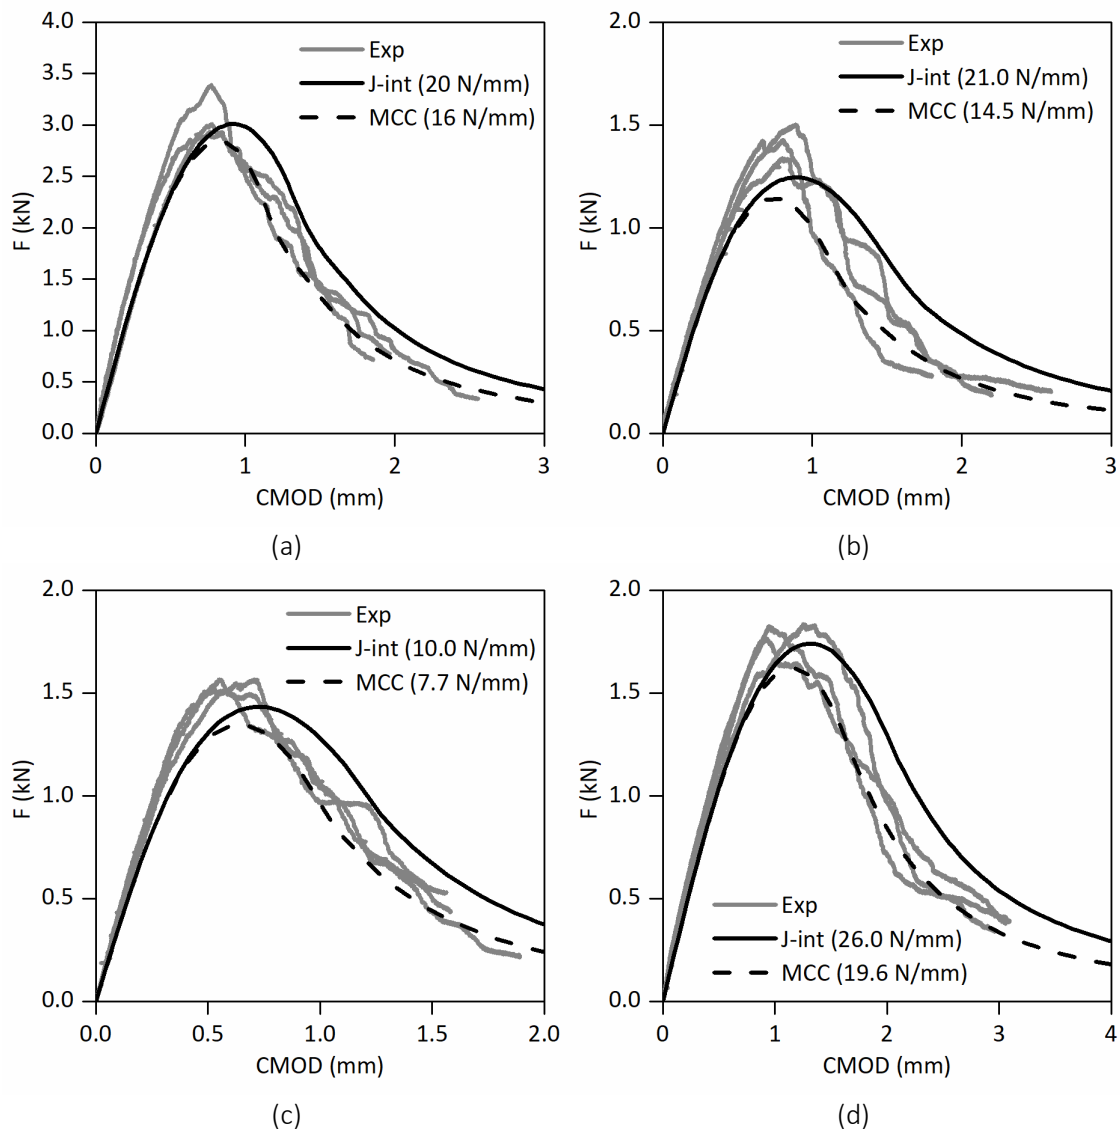 4.0
3.5
3.0
2.5
2.0
1.5
1.0
0.5
0.0
F (kN)
Exp
J-int (20 N/mm)
MCC (16 N/mm)
0 1 2 3
CMOD (mm)
(a)
2.0
1.5
1.0
0.5
0.0
F (kN)
Exp
J-int (21.0 N/mm)
MCC (14.5 N/mm)
0 1 2 3
CMOD (mm)
(b)
2.0
1.5
1.0
0.5
0.0
F (kN)
Exp
J-int (10.0 N/mm)
MCC (7.7 N/mm)
0.0 0.5 1.0 1.5 2.0
CMOD (mm)
(c)
2.0
1.5
1.0
0.5
0.0
F (kN)
Exp
J-int (26.0 N/mm)
MCC (19.6 N/mm)
0 1 2 3 4
CMOD (mm)
(d)